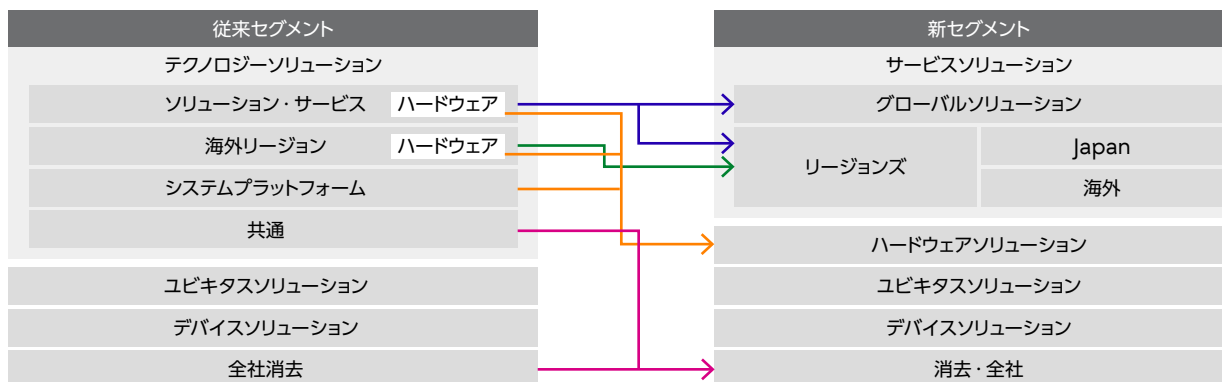 従来セグメント
テクノロジーソリューション
ソリューション・サービス ハードウェア
海外リージョン ハードウェア
システムプラットフォーム
共通
ユビキタスソリューション
デバイスソリューション
全社消去
新セグメント
サービスソリューション
グローバルソリューション
リージョンズ
Japan
海外
ハードウェアソリューション
ユビキタスソリューション
デバイスソリューション
消去・全社